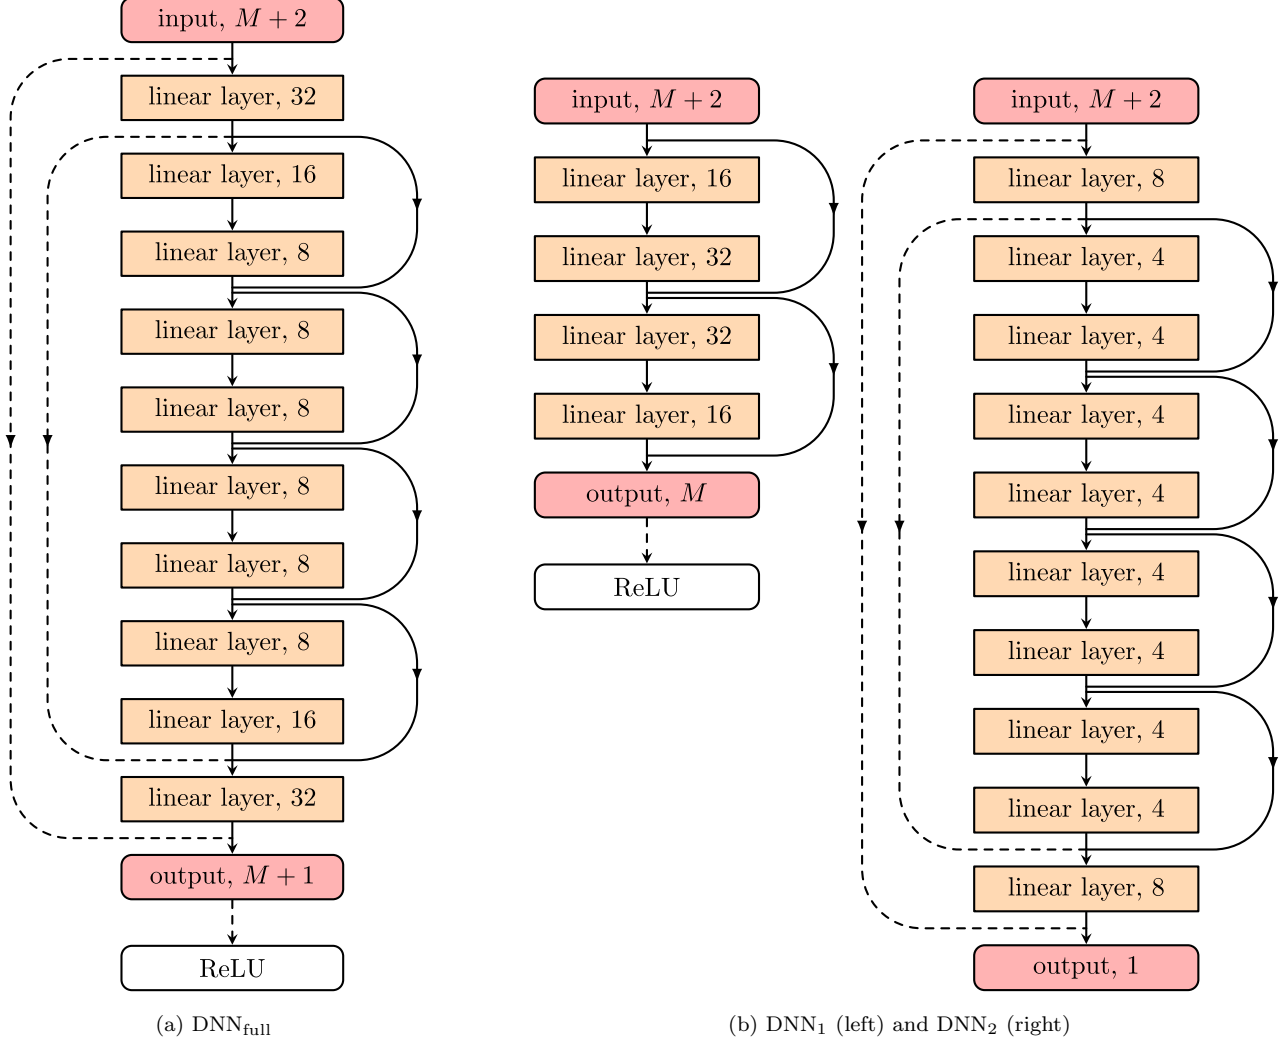 input, M + 2
linear layer, 32
linear layer, 16
linear layer, 8
linear layer, 8
linear layer, 8
linear layer, 8
linear layer, 8
linear layer, 8
linear layer, 16
linear layer, 32
output, M + 1
ReLU
(a) DNNfull
input, M + 2
linear layer, 16
linear layer, 32
linear layer, 32
linear layer, 16
output, M
ReLU
input, M + 2
linear layer, 8
linear layer, 4
linear layer, 4
linear layer, 4
linear layer, 4
linear layer, 4
linear layer, 4
linear layer, 4
linear layer, 4
linear layer, 8
output, 1
(b) DNN1 (left) and DNN2 (right)